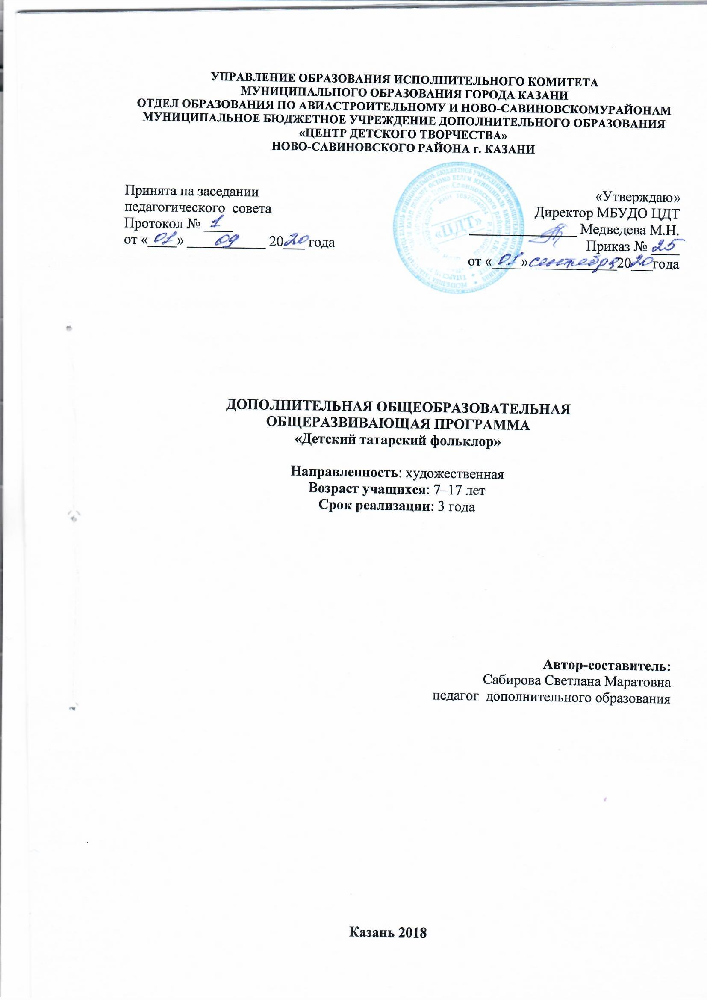 УПРАВЛЕНИЕ ОБРАЗОВАНИЯ ИСПОЛНИТЕЛЬНОГО КОМИТЕТА
МУНИЦИПАЛЬНОГО ОБРАЗОВАНИЯ ГОРОДА КАЗАНИ
ОТДЕЛ ОБРАЗОВАНИЯ ПО АВИАСТРОИТЕЛЬНОМУ И НОВО-САВИНОВСКОМУРАЙОНАМ
МУНИЦИПАЛЬНОЕ БЮДЖЕТНОЕ УЧРЕЖДЕНИЕ ДОПОЛНИТЕЛЬНОГО ОБРАЗОВАНИЯ
«ЦЕНТР ДЕТСКОГО ТВОРЧЕСТВА»
НОВО-САВИНОВСКОГО РАЙОНА г. КАЗАНИ
Принята на заседании
педагогического совета
Протокол № 1
от «01» 09 2020 года
«ЦДТ»
«Утверждаю»
Директор МБУДО ЦДТ
Медведева М.Н.
Приказ № 25
от «01» сентября 2020 года
ДОПОЛНИТЕЛЬНАЯ ОБЩЕОБРАЗОВАТЕЛЬНАЯ
ОБЩЕРАЗВИВАЮЩАЯ ПРОГРАММА
«Детский татарский фольклор»
Направленность: художественная
Возраст учащихся: 7–17 лет
Срок реализации: 3 года
Автор-составитель:
Сабирова Светлана Маратовна
педагог дополнительного образования
Казань 2018